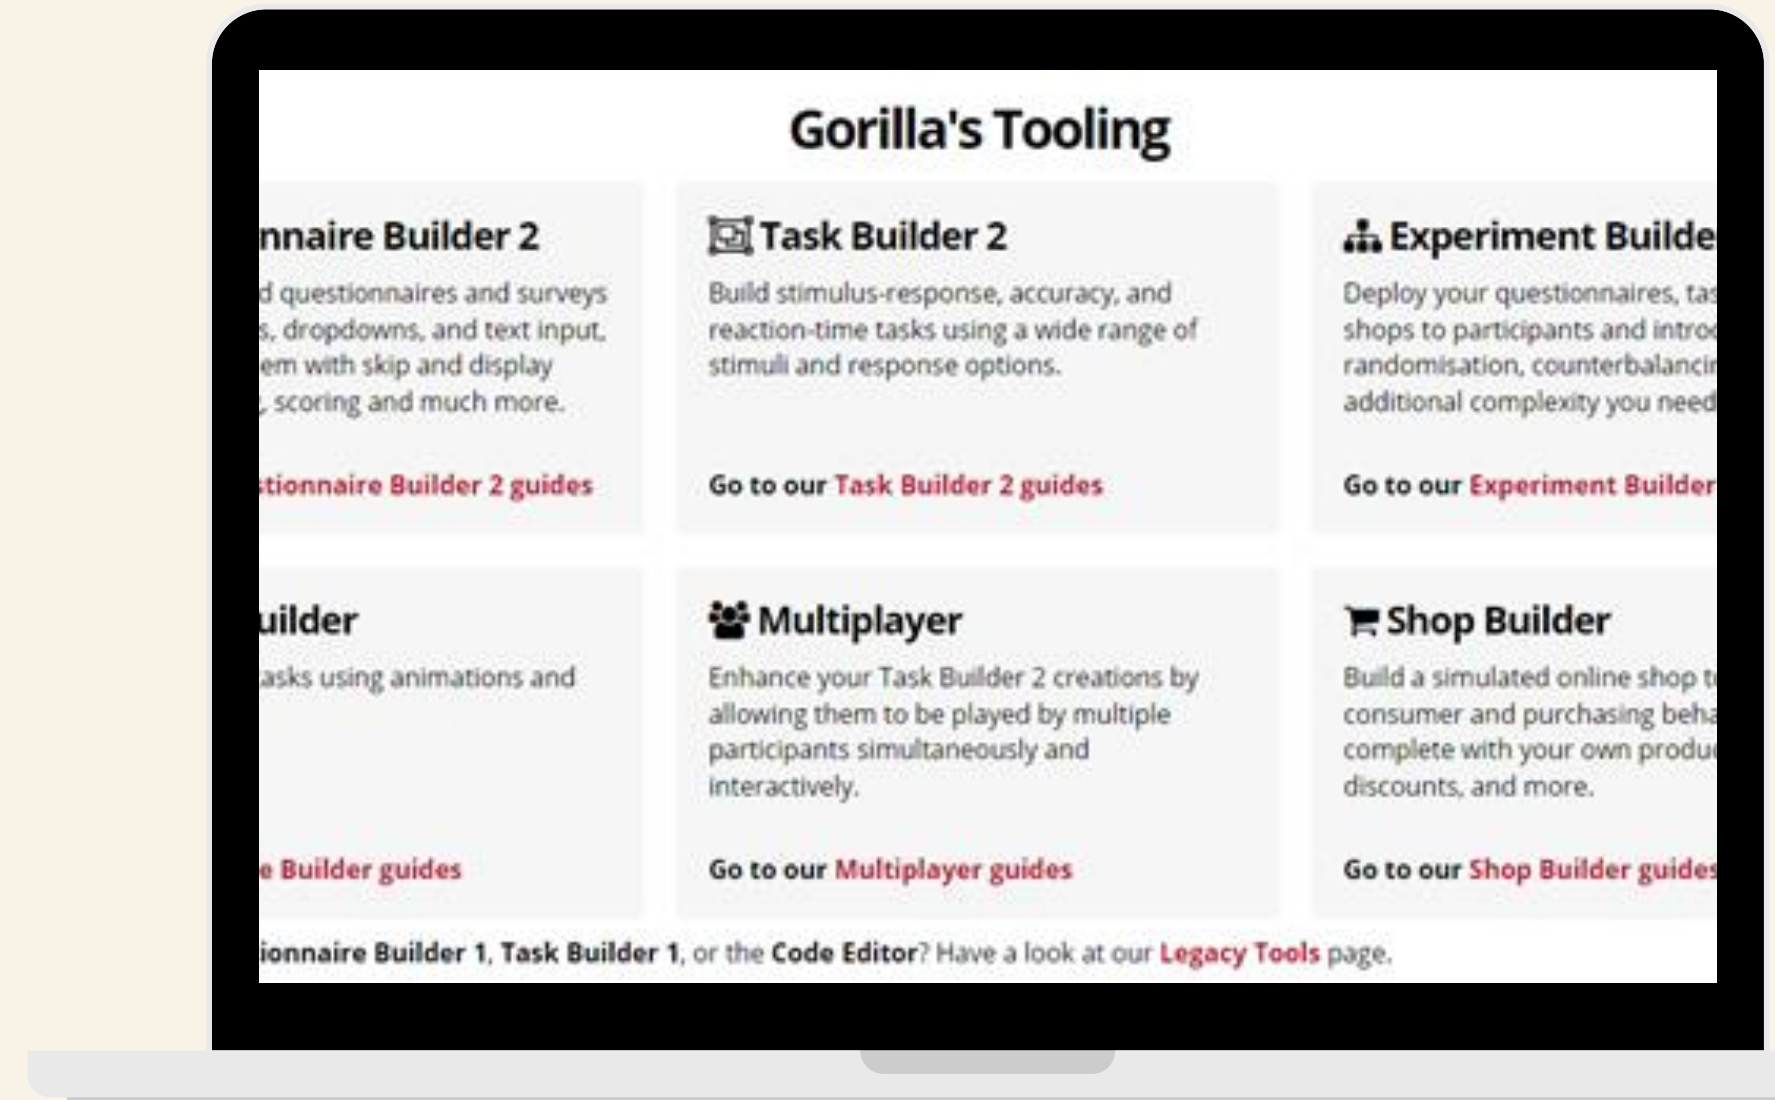 Gorilla's Tooling
nnaire Builder 2
d questionnaires and surveys
s, dropdowns, and text input,
em with skip and display
, scoring and much more.
tionnaire Builder 2 guides
Task Builder 2
Build stimulus-response, accuracy, and
reaction-time tasks using a wide range of
stimuli and response options.
Go to our Task Builder 2 guides
Experiment Builde
Deploy your questionnaires, tas
shops to participants and introd
randomisation, counterbalancin
additional complexity you need
Go to our Experiment Builder
uilder
asks using animations and
e Builder guides
Multiplayer
Enhance your Task Builder 2 creations by
allowing them to be played by multiple
participants simultaneously and
interactively.
Go to our Multiplayer guides
Shop Builder
Build a simulated online shop t
consumer and purchasing beha
complete with your own produ
discounts, and more.
Go to our Shop Builder guides
ionnaire Builder 1, Task Builder 1, or the Code Editor? Have a look at our Legacy Tools page.